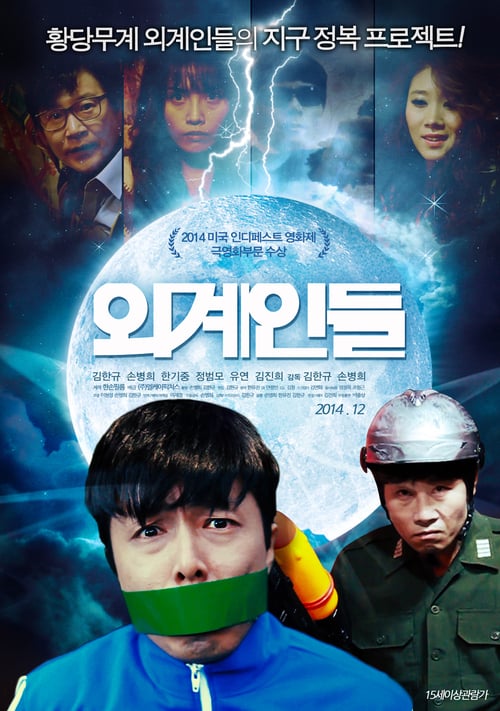 황당무계 외계인들의 지구 정복 프로젝트!
2014 미국 인디페스트 영화제
극영화부문 수상
외계인들
김한규 손병희 한기중 정범모 유연 김진희 감독 김한규 손병희
2014 . 12
15세이상관람가